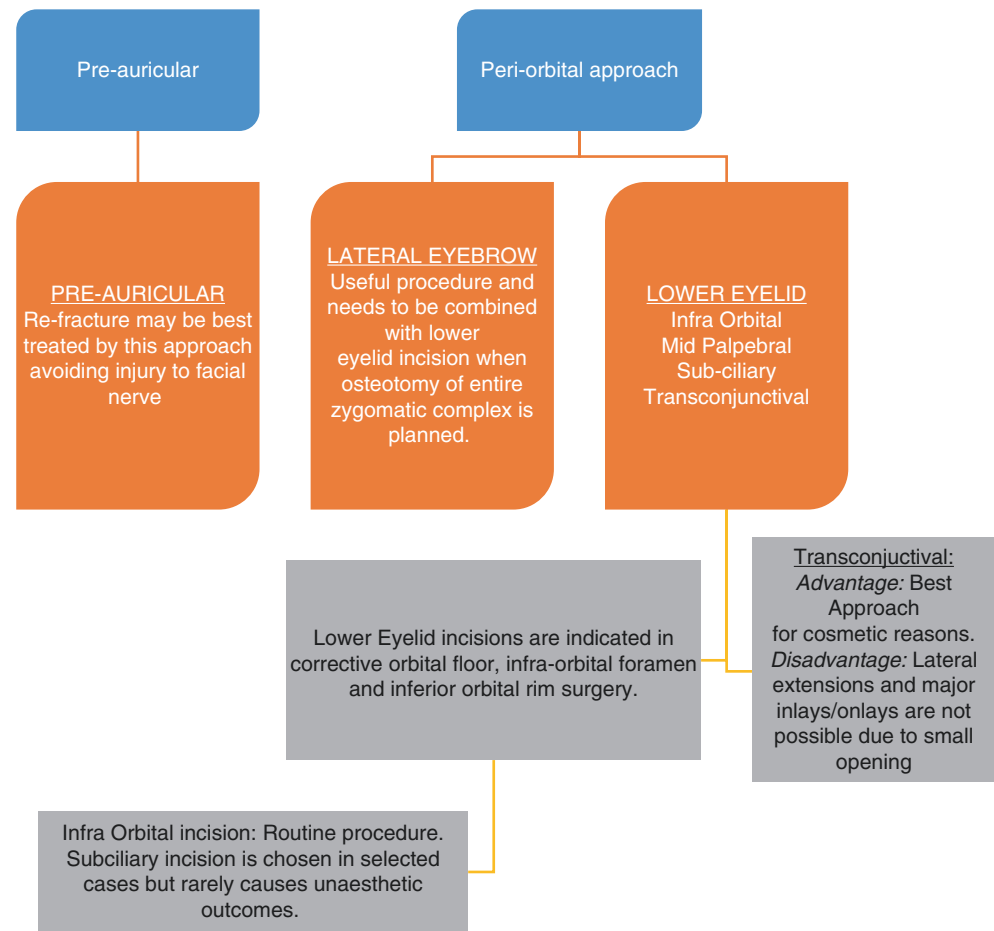 Pre-auricular
Peri-orbital approach
PRE-AURICULAR
Re-fracture may be best
treated by this approach
avoiding injury to facial
nerve
LATERAL EYEBROW
Useful procedure and
needs to be combined
with lower
eyelid incision when
osteotomy of entire
zygomatic complex is
planned.
LOWER EYELID
Infra Orbital
Mid Palpebral
Sub-ciliary
Transconjunctival
Lower Eyelid incisions are indicated in
corrective orbital floor, infra-orbital foramen
and inferior orbital rim surgery.
Transconjuctival:
Advantage: Best
Approach
for cosmetic reasons.
Disadvantage: Lateral
extensions and major
inlays/onlays are not
possible due to small
opening
Infra Orbital incision: Routine procedure.
Subciliary incision is chosen in selected
cases but rarely causes unaesthetic
outcomes.